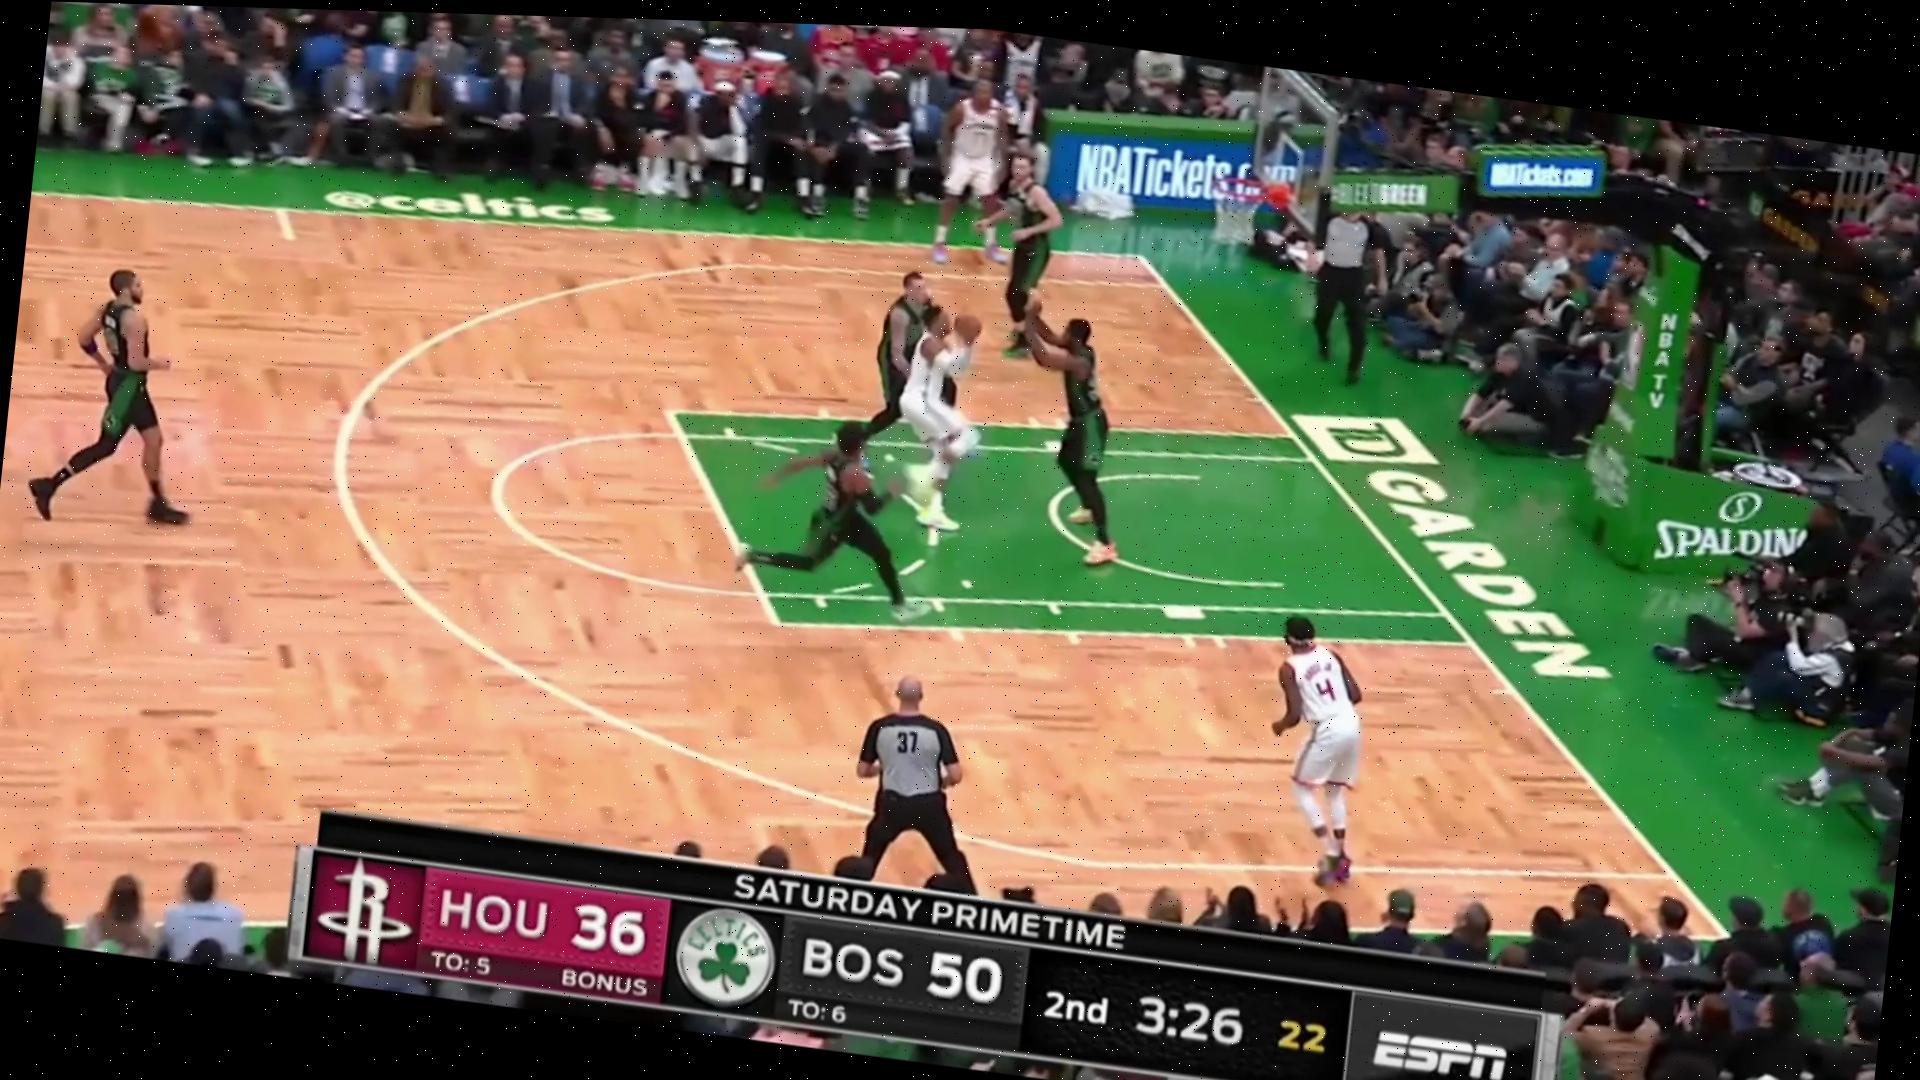 @celtics
NBATickets.com
#BLEEDGREEN
NBATickets.com
NBA TV
TD GARDEN
SPALDING
4
37
SATURDAY PRIMETIME
HOU 36
TO: 5 BONUS
CELTICS
BOS 50
TO: 6
2nd 3:26 22
ESPN